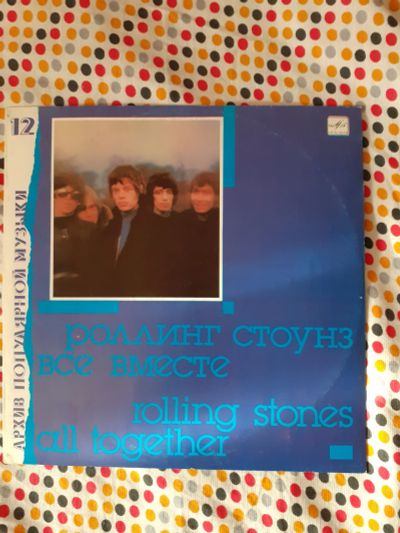 12
АРХИВ ПОПУЛЯРНОЙ МУЗЫКИ
РОЛЛИНГ СТОУНЗ
ВСЕ ВМЕСТЕ
rolling stones
all together